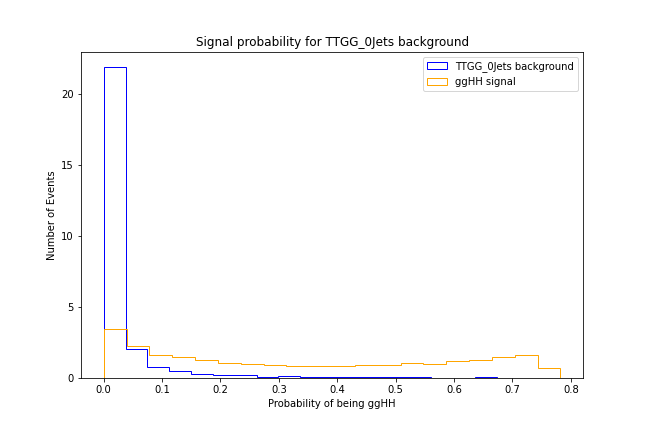 Signal probability for TTGG_0Jets background
TTGG_0Jets background
ggHH signal
Number of Events
20
15
10
5
0
0.0 0.1 0.2 0.3 0.4 0.5 0.6 0.7 0.8
Probability of being ggHH